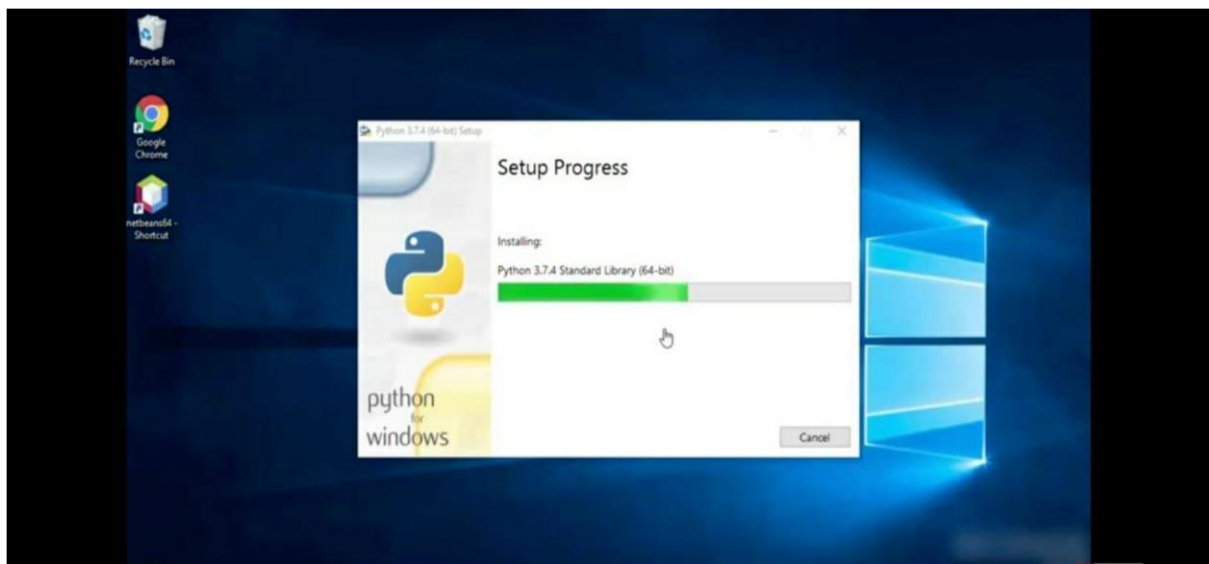 Recycle Bin
Google
Chrome
netbeans64 -
Shortcut
Python 3.7.4 (64-bit) Setup
Setup Progress
Installing:
Python 3.7.4 Standard Library (64-bit)
python
for
windows
Cancel